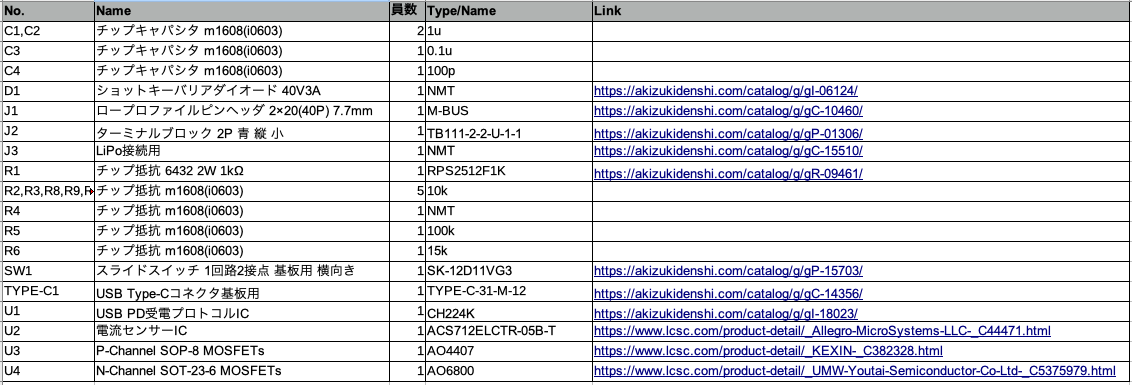 No. Name 員数 Type/Name Link
C1,C2 チップキャパシタ m1608(i0603) 2 1u
C3 チップキャパシタ m1608(i0603) 1 0.1u
C4 チップキャパシタ m1608(i0603) 1 100p
D1 ショットキーバリアダイオード 40V3A 1 NMT https://akizukidenshi.com/catalog/g/gI-06124/
J1 ロープロファイルピンヘッダ 2×20(40P) 7.7mm 1 M-BUS https://akizukidenshi.com/catalog/g/gC-10460/
J2 ターミナルブロック 2P 青 縦 小 1 TB111-2-2-U-1-1 https://akizukidenshi.com/catalog/g/gP-01306/
J3 LiPo接続用 1 NMT https://akizukidenshi.com/catalog/g/gC-15510/
R1 チップ抵抗 6432 2W 1kΩ 1 RPS2512F1K https://akizukidenshi.com/catalog/g/gR-09461/
R2,R3,R8,R9, チップ抵抗 m1608(i0603) 5 10k
R4 チップ抵抗 m1608(i0603) 1 NMT
R5 チップ抵抗 m1608(i0603) 1 100k
R6 チップ抵抗 m1608(i0603) 1 15k
SW1 スライドスイッチ 1回路2接点 基板用 横向き 1 SK-12D11VG3 https://akizukidenshi.com/catalog/g/gP-15703/
TYPE-C1 USB Type-Cコネクタ基板用 1 TYPE-C-31-M-12 https://akizukidenshi.com/catalog/g/gC-14356/
U1 USB PD受電プロトコルIC 1 CH224K https://akizukidenshi.com/catalog/g/gI-18023/
U2 電流センサーIC 1 ACS712ELCTR-05B-T https://www.lcsc.com/product-detail/_Allegro-MicroSystems-LLC-_C44471.html
U3 P-Channel SOP-8 MOSFETs 1 AO4407 https://www.lcsc.com/product-detail/_KEXIN-_C382328.html
U4 N-Channel SOT-23-6 MOSFETs 1 AO6800 https://www.lcsc.com/product-detail/_UMW-Youtai-Semiconductor-Co-Ltd-_C5375979.html